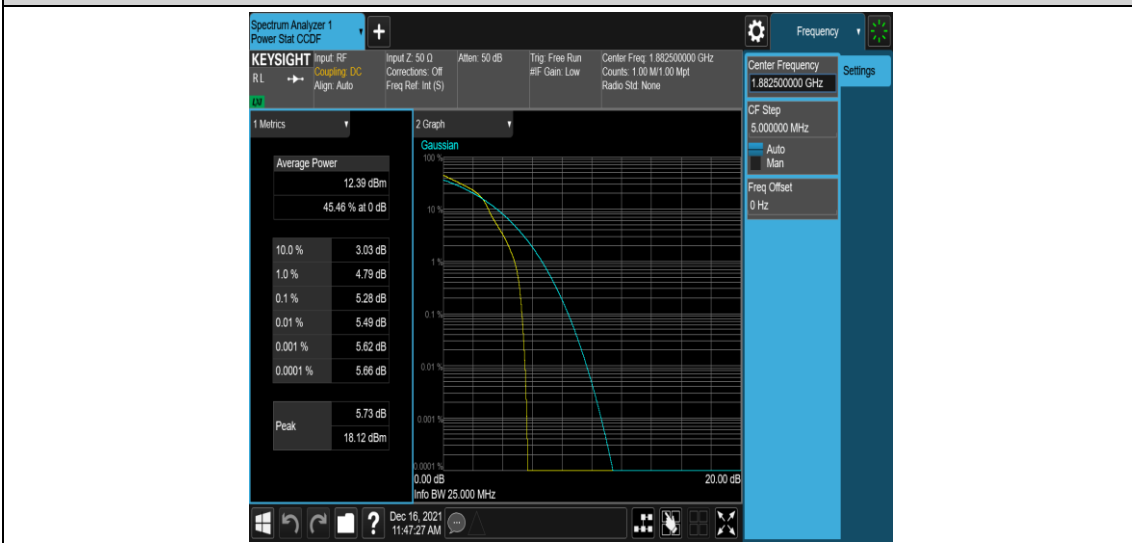 Spectrum Analyzer 1
Power Stat CCDF
+
Frequency
KEYSIGHT
RL
LXI
Input: RF
Coupling: DC
Align: Auto
Input Z: 50 Ω
Corrections: Off
Freq Ref: Int (S)
Atten: 50 dB
Trig: Free Run
#IF Gain: Low
Center Freq: 1.882500000 GHz
Counts: 1.00 M/1.00 Mpt
Radio Std: None
Center Frequency
1.882500000 GHz
Settings
CF Step
5.000000 MHz
Auto
Man
Freq Offset
0 Hz
1 Metrics
Average Power
12.39 dBm
45.46 % at 0 dB
10.0 % 3.03 dB
1.0 % 4.79 dB
0.1 % 5.28 dB
0.01 % 5.49 dB
0.001 % 5.62 dB
0.0001 % 5.66 dB
Peak
5.73 dB
18.12 dBm
2 Graph
Gaussian
100 %
10 %
1 %
0.1 %
0.01 %
0.001 %
0.0001 %
0.00 dB 20.00 dB
Info BW 25.000 MHz
?
Dec 16, 2021
11:47:27 AM